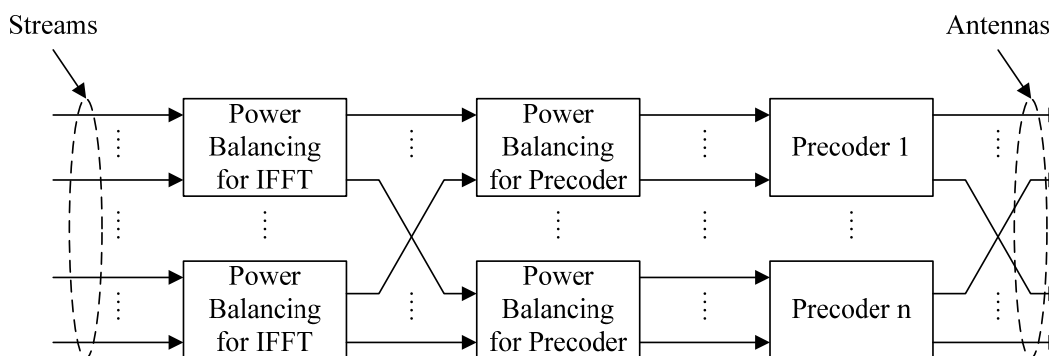 Streams
Antennas
Power
Balancing
for IFFT
Power
Balancing
for Precoder
Precoder 1
Power
Balancing
for IFFT
Power
Balancing
for Precoder
Precoder n